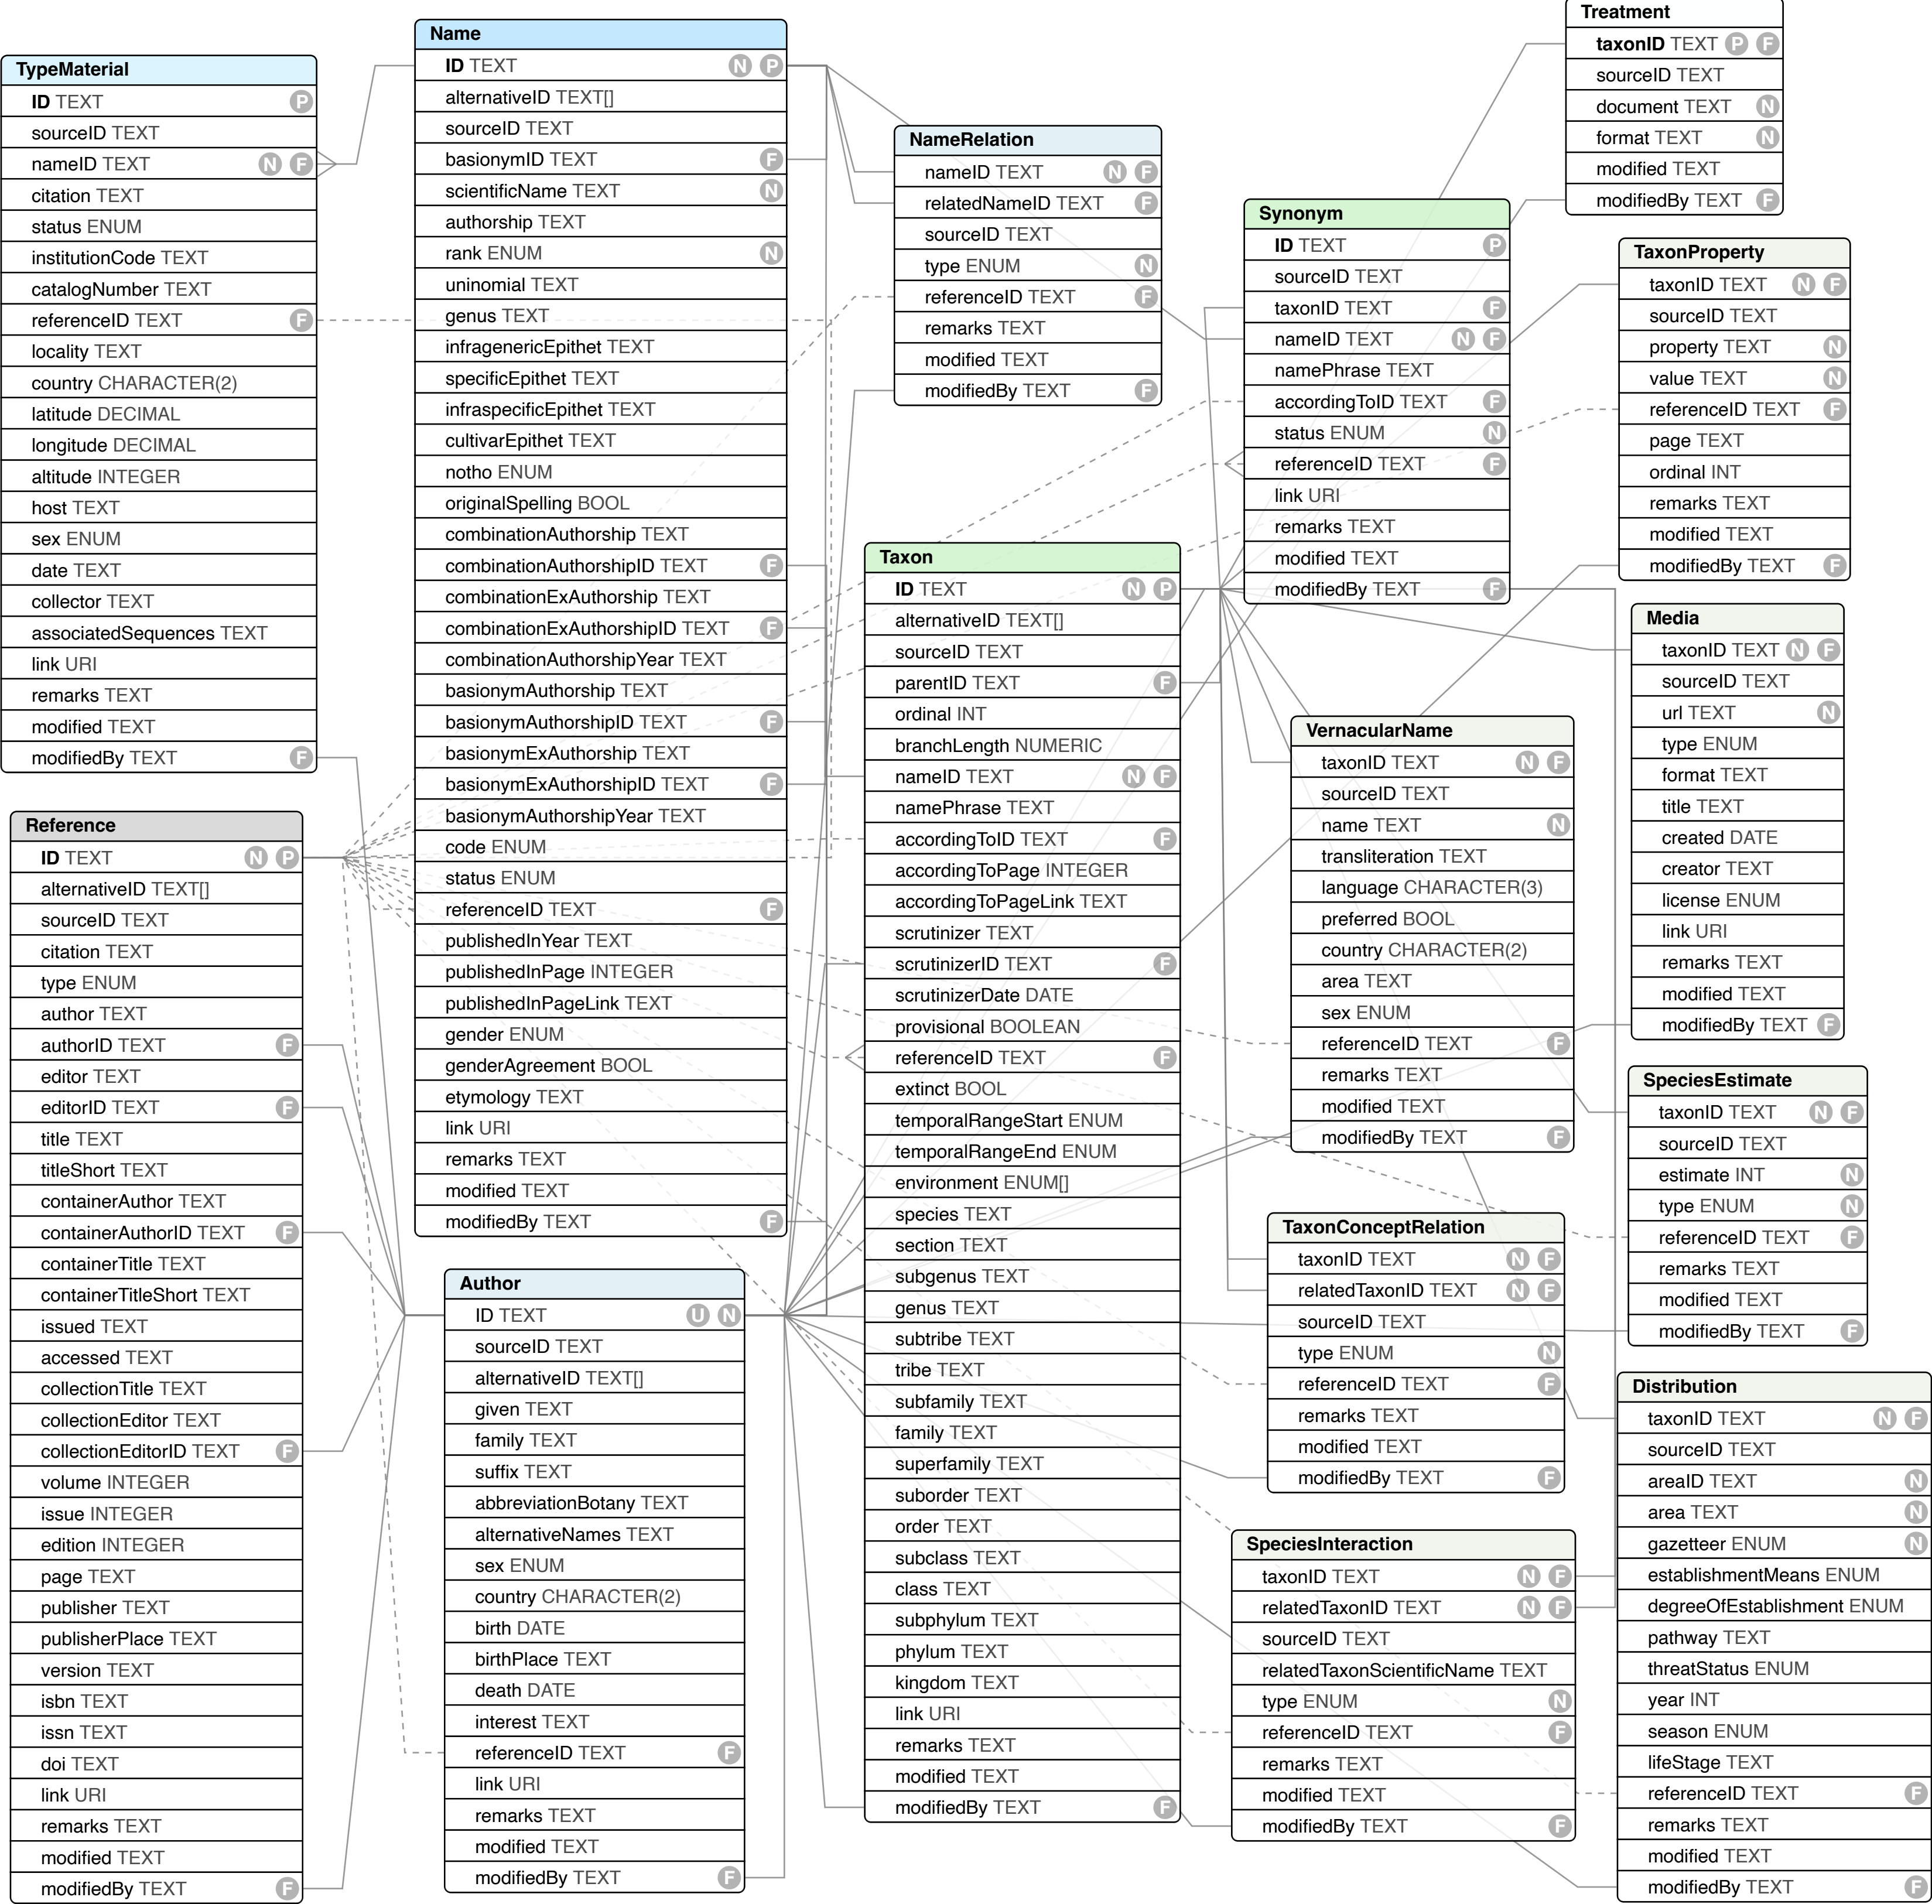 TypeMaterial
ID TEXT P
sourceID TEXT
nameID TEXT N F
citation TEXT
status ENUM
institutionCode TEXT
catalogNumber TEXT
referenceID TEXT F
locality TEXT
country CHARACTER(2)
latitude DECIMAL
longitude DECIMAL
altitude INTEGER
host TEXT
sex ENUM
date TEXT
collector TEXT
associatedSequences TEXT
link URI
remarks TEXT
modified TEXT
modifiedBy TEXT F
Reference
ID TEXT N P
alternativeID TEXT[]
sourceID TEXT
citation TEXT
type ENUM
author TEXT
authorID TEXT F
editor TEXT
editorID TEXT F
title TEXT
titleShort TEXT
containerAuthor TEXT
containerAuthorID TEXT F
containerTitle TEXT
containerTitleShort TEXT
issued TEXT
accessed TEXT
collectionTitle TEXT
collectionEditor TEXT
collectionEditorID TEXT F
volume INTEGER
issue INTEGER
edition INTEGER
page TEXT
publisher TEXT
publisherPlace TEXT
version TEXT
isbn TEXT
issn TEXT
doi TEXT
link URI
remarks TEXT
modified TEXT
modifiedBy TEXT F
Name
ID TEXT N P
alternativeID TEXT[]
sourceID TEXT
basionymID TEXT F
scientificName TEXT N
authorship TEXT
rank ENUM N
uninomial TEXT
genus TEXT
infragenericEpithet TEXT
specificEpithet TEXT
infraspecificEpithet TEXT
cultivarEpithet TEXT
notho ENUM
originalSpelling BOOL
combinationAuthorship TEXT
combinationAuthorshipID TEXT F
combinationExAuthorship TEXT
combinationExAuthorshipID TEXT F
combinationAuthorshipYear TEXT
basionymAuthorship TEXT
basionymAuthorshipID TEXT F
basionymExAuthorship TEXT
basionymExAuthorshipID TEXT F
basionymAuthorshipYear TEXT
code ENUM
status ENUM
referenceID TEXT F
publishedInYear TEXT
publishedInPage INTEGER
publishedInPageLink TEXT
gender ENUM
genderAgreement BOOL
etymology TEXT
link URI
remarks TEXT
modified TEXT
modifiedBy TEXT F
Author
ID TEXT U N
sourceID TEXT
alternativeID TEXT[]
given TEXT
family TEXT
suffix TEXT
abbreviationBotany TEXT
alternativeNames TEXT
sex ENUM
country CHARACTER(2)
birth DATE
birthPlace TEXT
death DATE
interest TEXT
referenceID TEXT F
link URI
remarks TEXT
modified TEXT
modifiedBy TEXT F
NameRelation
nameID TEXT N F
relatedNameID TEXT F
sourceID TEXT
type ENUM N
referenceID TEXT F
remarks TEXT
modified TEXT
modifiedBy TEXT F
Taxon
ID TEXT N P
alternativeID TEXT[]
sourceID TEXT
parentID TEXT F
ordinal INT
branchLength NUMERIC
nameID TEXT N F
namePhrase TEXT
accordingToID TEXT F
accordingToPage INTEGER
accordingToPageLink TEXT
scrutinizer TEXT
scrutinizerID TEXT F
scrutinizerDate DATE
provisional BOOLEAN
referenceID TEXT F
extinct BOOL
temporalRangeStart ENUM
temporalRangeEnd ENUM
environment ENUM[]
species TEXT
section TEXT
subgenus TEXT
genus TEXT
subtribe TEXT
tribe TEXT
subfamily TEXT
family TEXT
superfamily TEXT
suborder TEXT
order TEXT
subclass TEXT
class TEXT
subphylum TEXT
phylum TEXT
kingdom TEXT
link URI
remarks TEXT
modified TEXT
modifiedBy TEXT F
Synonym
ID TEXT P
sourceID TEXT
taxonID TEXT F
nameID TEXT N F
namePhrase TEXT
accordingToID TEXT F
status ENUM N
referenceID TEXT F
link URI
remarks TEXT
modified TEXT
modifiedBy TEXT F
VernacularName
taxonID TEXT N F
sourceID TEXT
name TEXT N
transliteration TEXT
language CHARACTER(3)
preferred BOOL
country CHARACTER(2)
area TEXT
sex ENUM
referenceID TEXT F
remarks TEXT
modified TEXT
modifiedBy TEXT F
TaxonConceptRelation
taxonID TEXT N F
relatedTaxonID TEXT N F
sourceID TEXT
type ENUM N
referenceID TEXT F
remarks TEXT
modified TEXT
modifiedBy TEXT F
SpeciesInteraction
taxonID TEXT N F
relatedTaxonID TEXT N F
sourceID TEXT
relatedTaxonScientificName TEXT
type ENUM N
referenceID TEXT F
remarks TEXT
modified TEXT
modifiedBy TEXT F
Treatment
taxonID TEXT P F
sourceID TEXT
document TEXT N
format TEXT N
modified TEXT
modifiedBy TEXT F
TaxonProperty
taxonID TEXT N F
sourceID TEXT
property TEXT N
value TEXT N
referenceID TEXT F
page TEXT
ordinal INT
remarks TEXT
modified TEXT
modifiedBy TEXT F
Media
taxonID TEXT N F
sourceID TEXT
url TEXT N
type ENUM
format TEXT
title TEXT
created DATE
creator TEXT
license ENUM
link URI
remarks TEXT
modified TEXT
modifiedBy TEXT F
SpeciesEstimate
taxonID TEXT N F
sourceID TEXT
estimate INT N
type ENUM N
referenceID TEXT F
remarks TEXT
modified TEXT
modifiedBy TEXT F
Distribution
taxonID TEXT N F
sourceID TEXT
areaID TEXT N
area TEXT N
gazetteer ENUM N
establishmentMeans ENUM
degreeOfEstablishment ENUM
pathway TEXT
threatStatus ENUM
year INT
season ENUM
lifeStage TEXT
referenceID TEXT F
remarks TEXT
modified TEXT
modifiedBy TEXT F